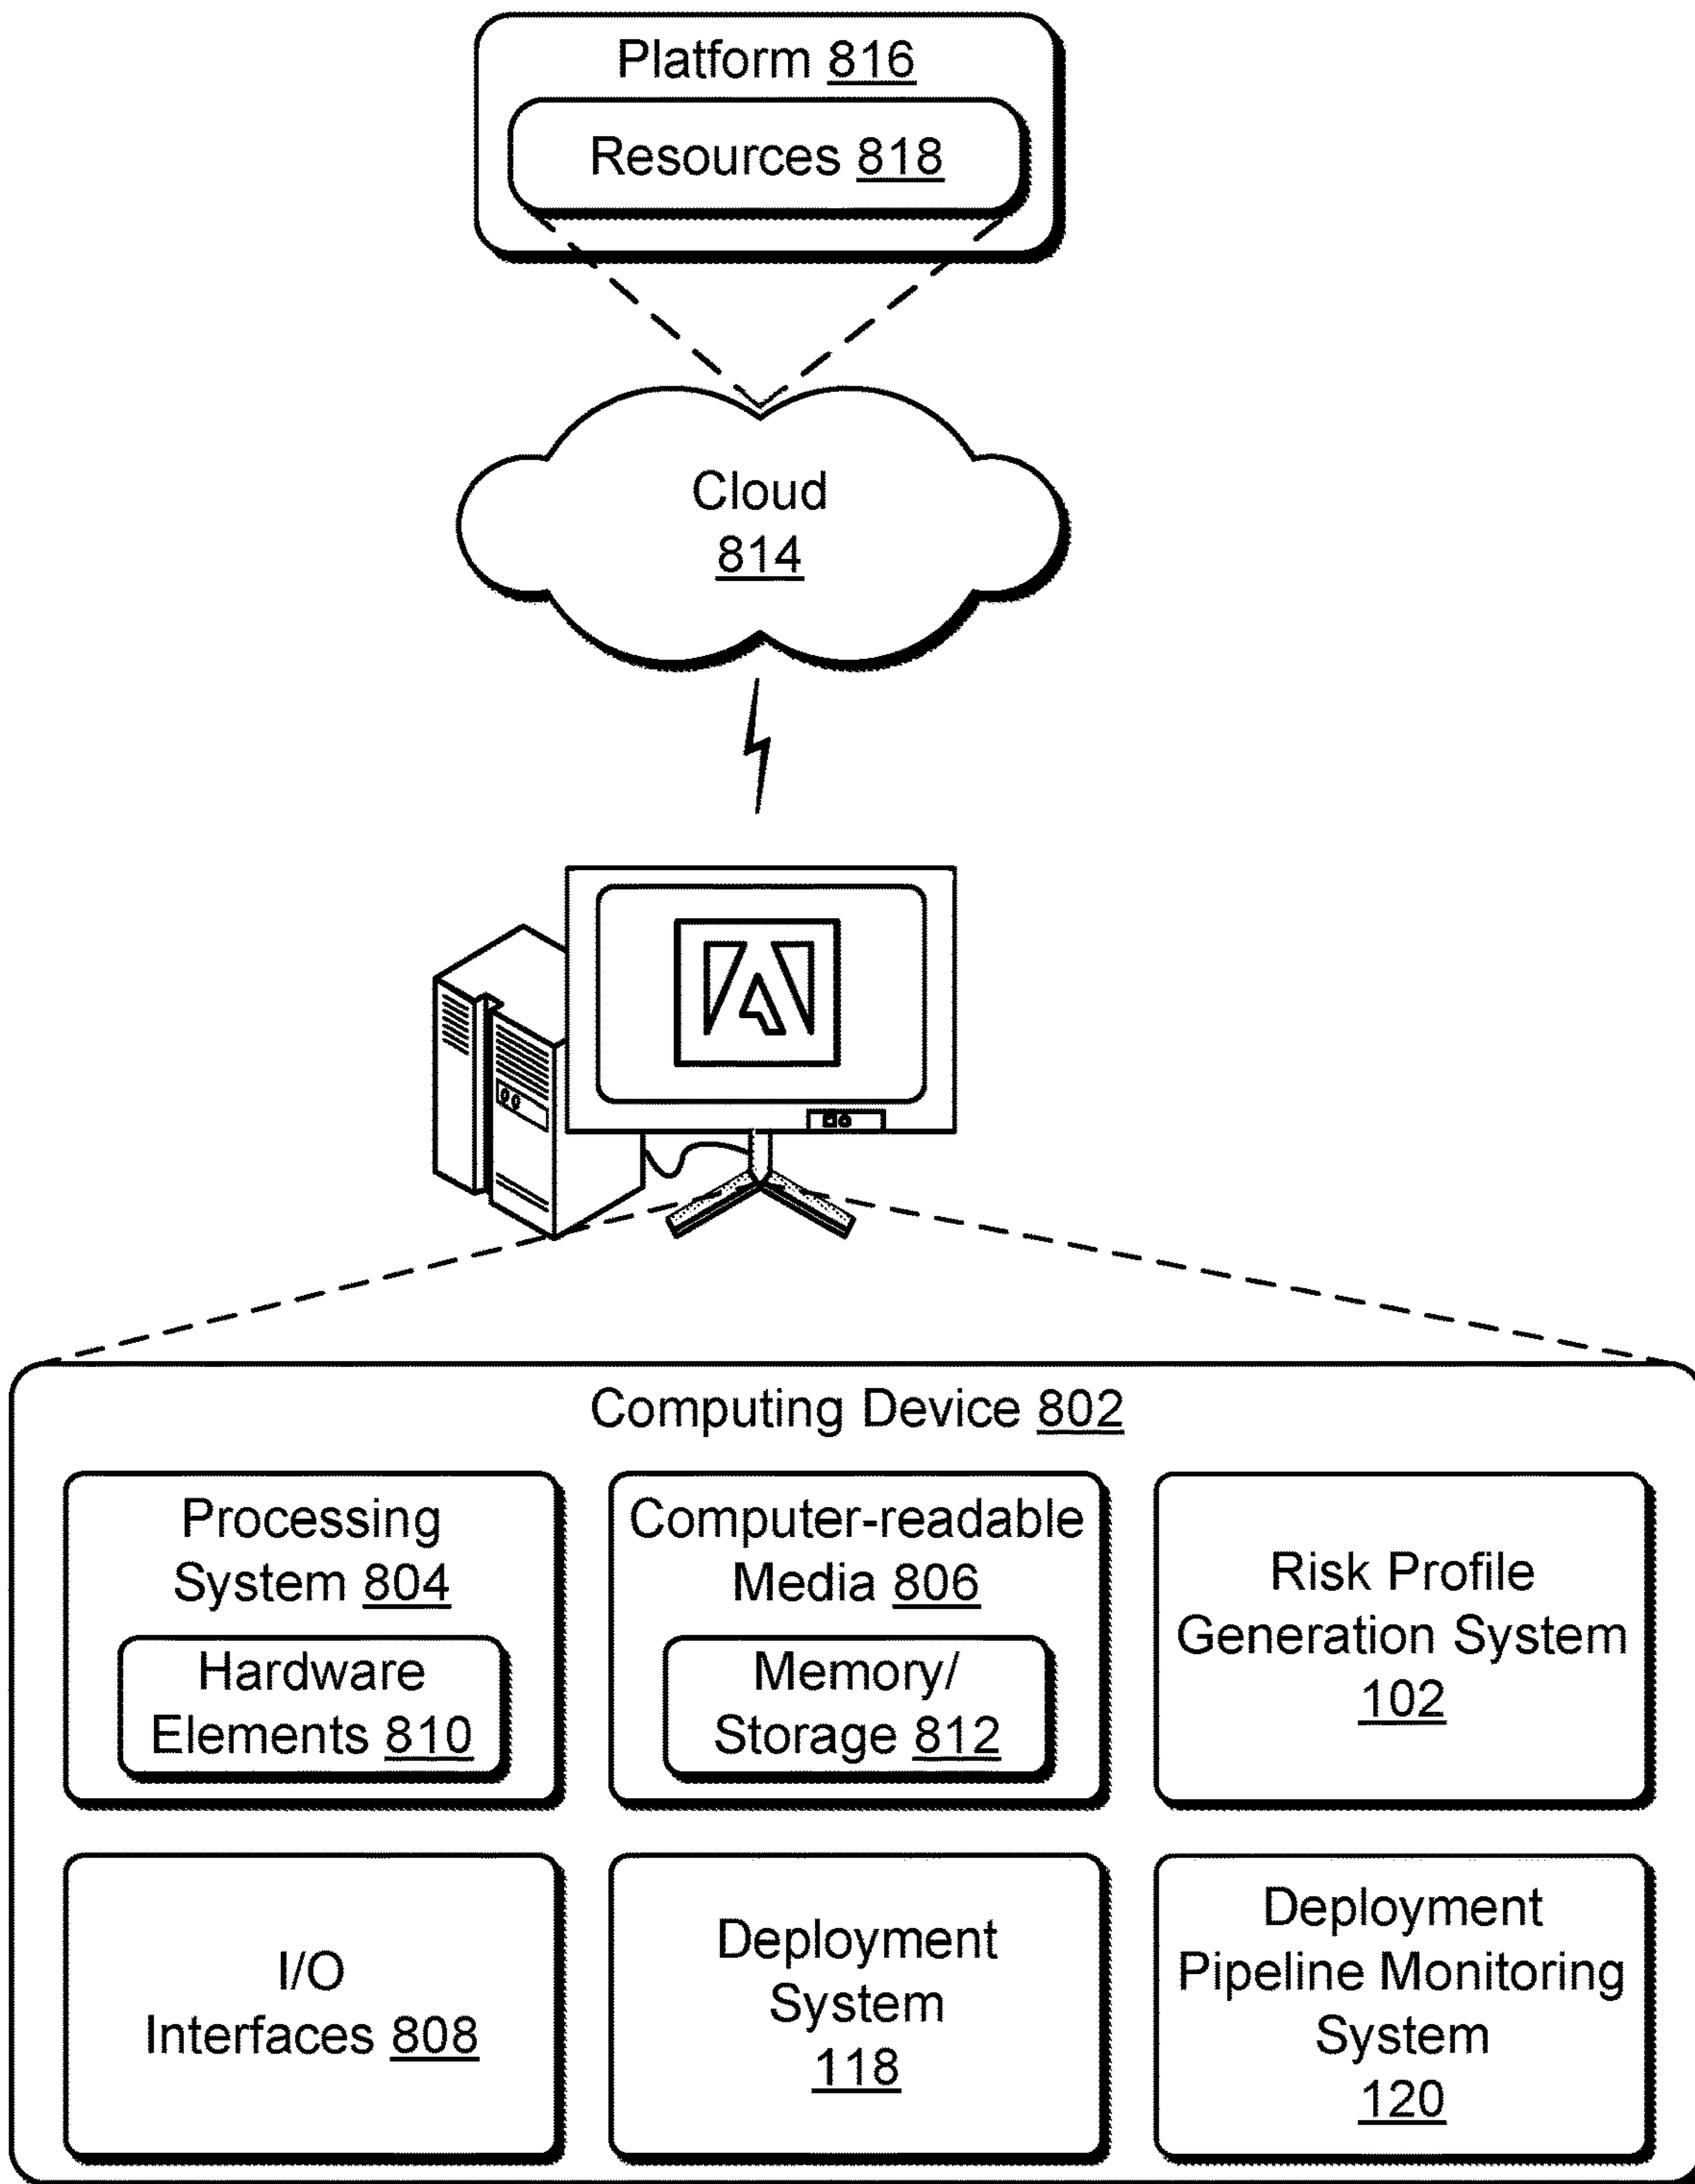 Platform 816
Resources 818
Cloud
814
Computing Device 802
Processing
System 804
Hardware
Elements 810
Computer-readable
Media 806
Memory/
Storage 812
Risk Profile
Generation System
102
I/O
Interfaces 808
Deployment
System
118
Deployment
Pipeline Monitoring
System
120